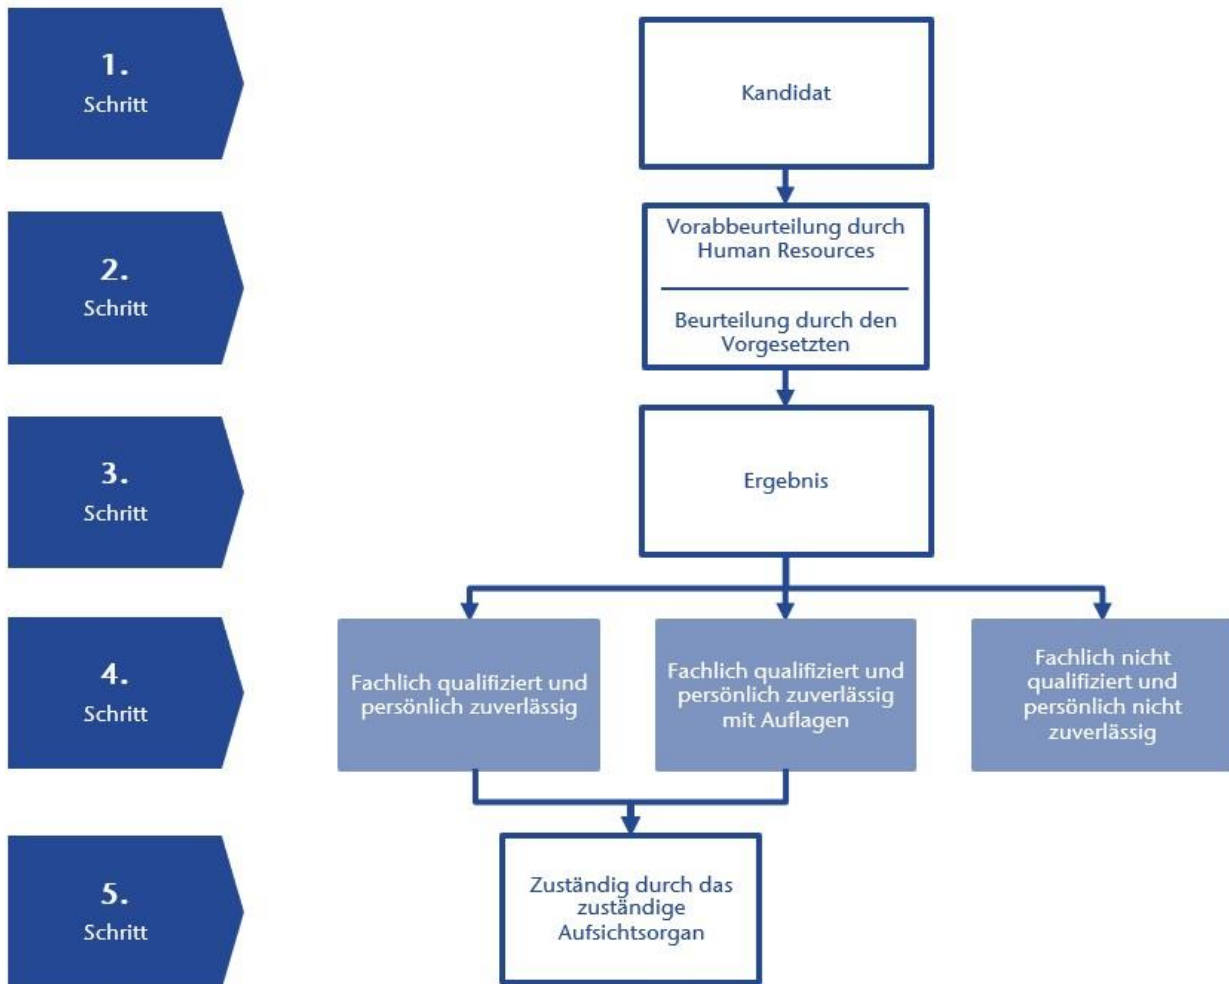 1.
Schritt
Kandidat
2.
Schritt
Vorabbeurteilung durch
Human Resources
Beurteilung durch den
Vorgesetzten
3.
Schritt
Ergebnis
4.
Schritt
Fachlich qualifiziert und
persönlich zuverlässig
Fachlich qualifiziert und
persönlich zuverlässig
mit Auflagen
Fachlich nicht
qualifiziert und
persönlich nicht
zuverlässig
5.
Schritt
Zuständig durch das
zuständige
Aufsichtsorgan